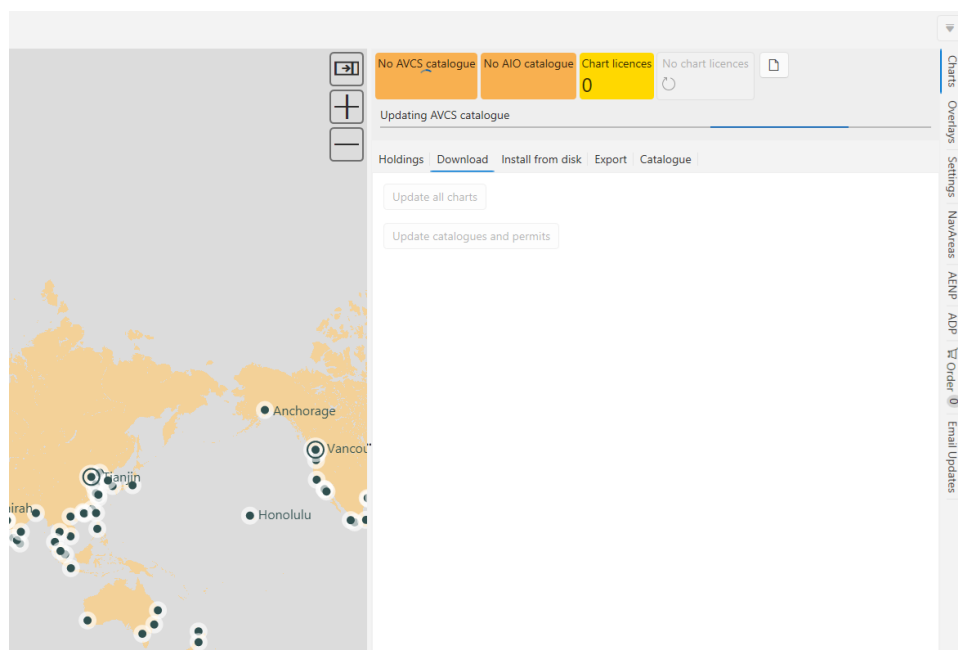 No AVCS catalogue
No AIO catalogue
Chart licences
0
No chart licences
Updating AVCS catalogue
Holdings
Download
Install from disk
Export
Catalogue
Update all charts
Update catalogues and permits
Charts
Overlays
Settings
NavAreas
AENP
ADP
Order 0
Email Updates
Anchorage
Vancou
Tianjin
Honolulu